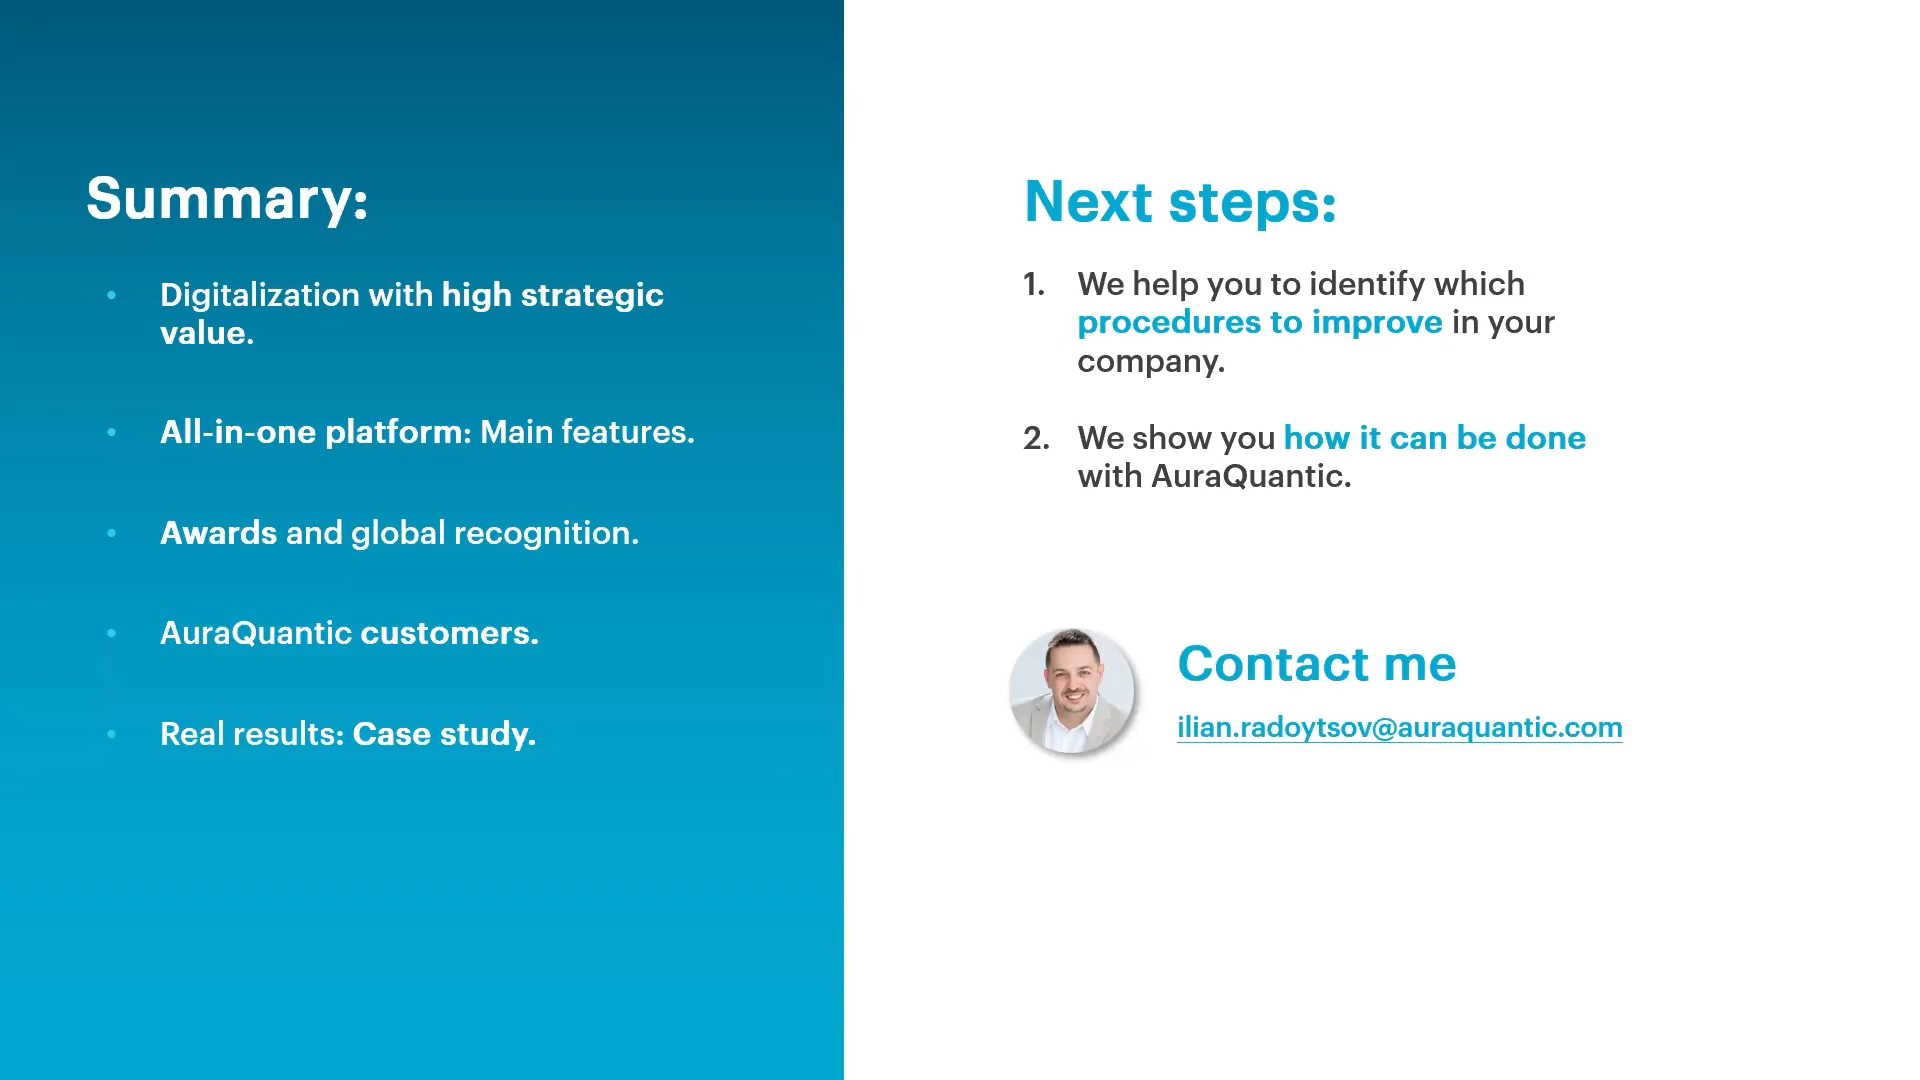 Summary:
• Digitalization with high strategic
value.
• All-in-one platform: Main features.
• Awards and global recognition.
• AuraQuantic customers.
• Real results: Case study.
Next steps:
1. We help you to identify which
procedures to improve in your
company.
2. We show you how it can be done
with AuraQuantic.
Contact me
ilian.radoytsov@auraquantic.com